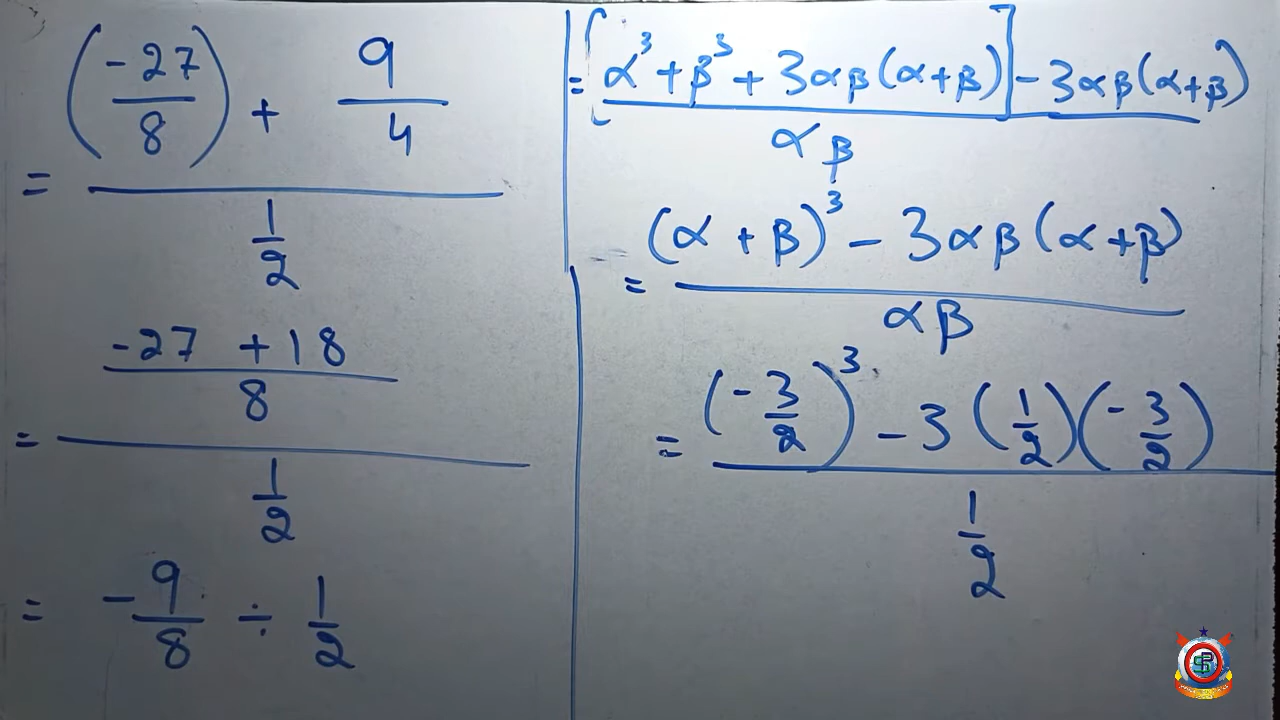 = (-27/8) + 9/4
1/2
= -27 + 18
8
1/2
= -9/8 ÷ 1/2
= [α³ + β³ + 3αβ(α+β)] - 3αβ(α+β)
αβ
= (α + β)³ - 3αβ(α+β)
αβ
= (-3/2)³ - 3(1/2)(-3/2)
1/2